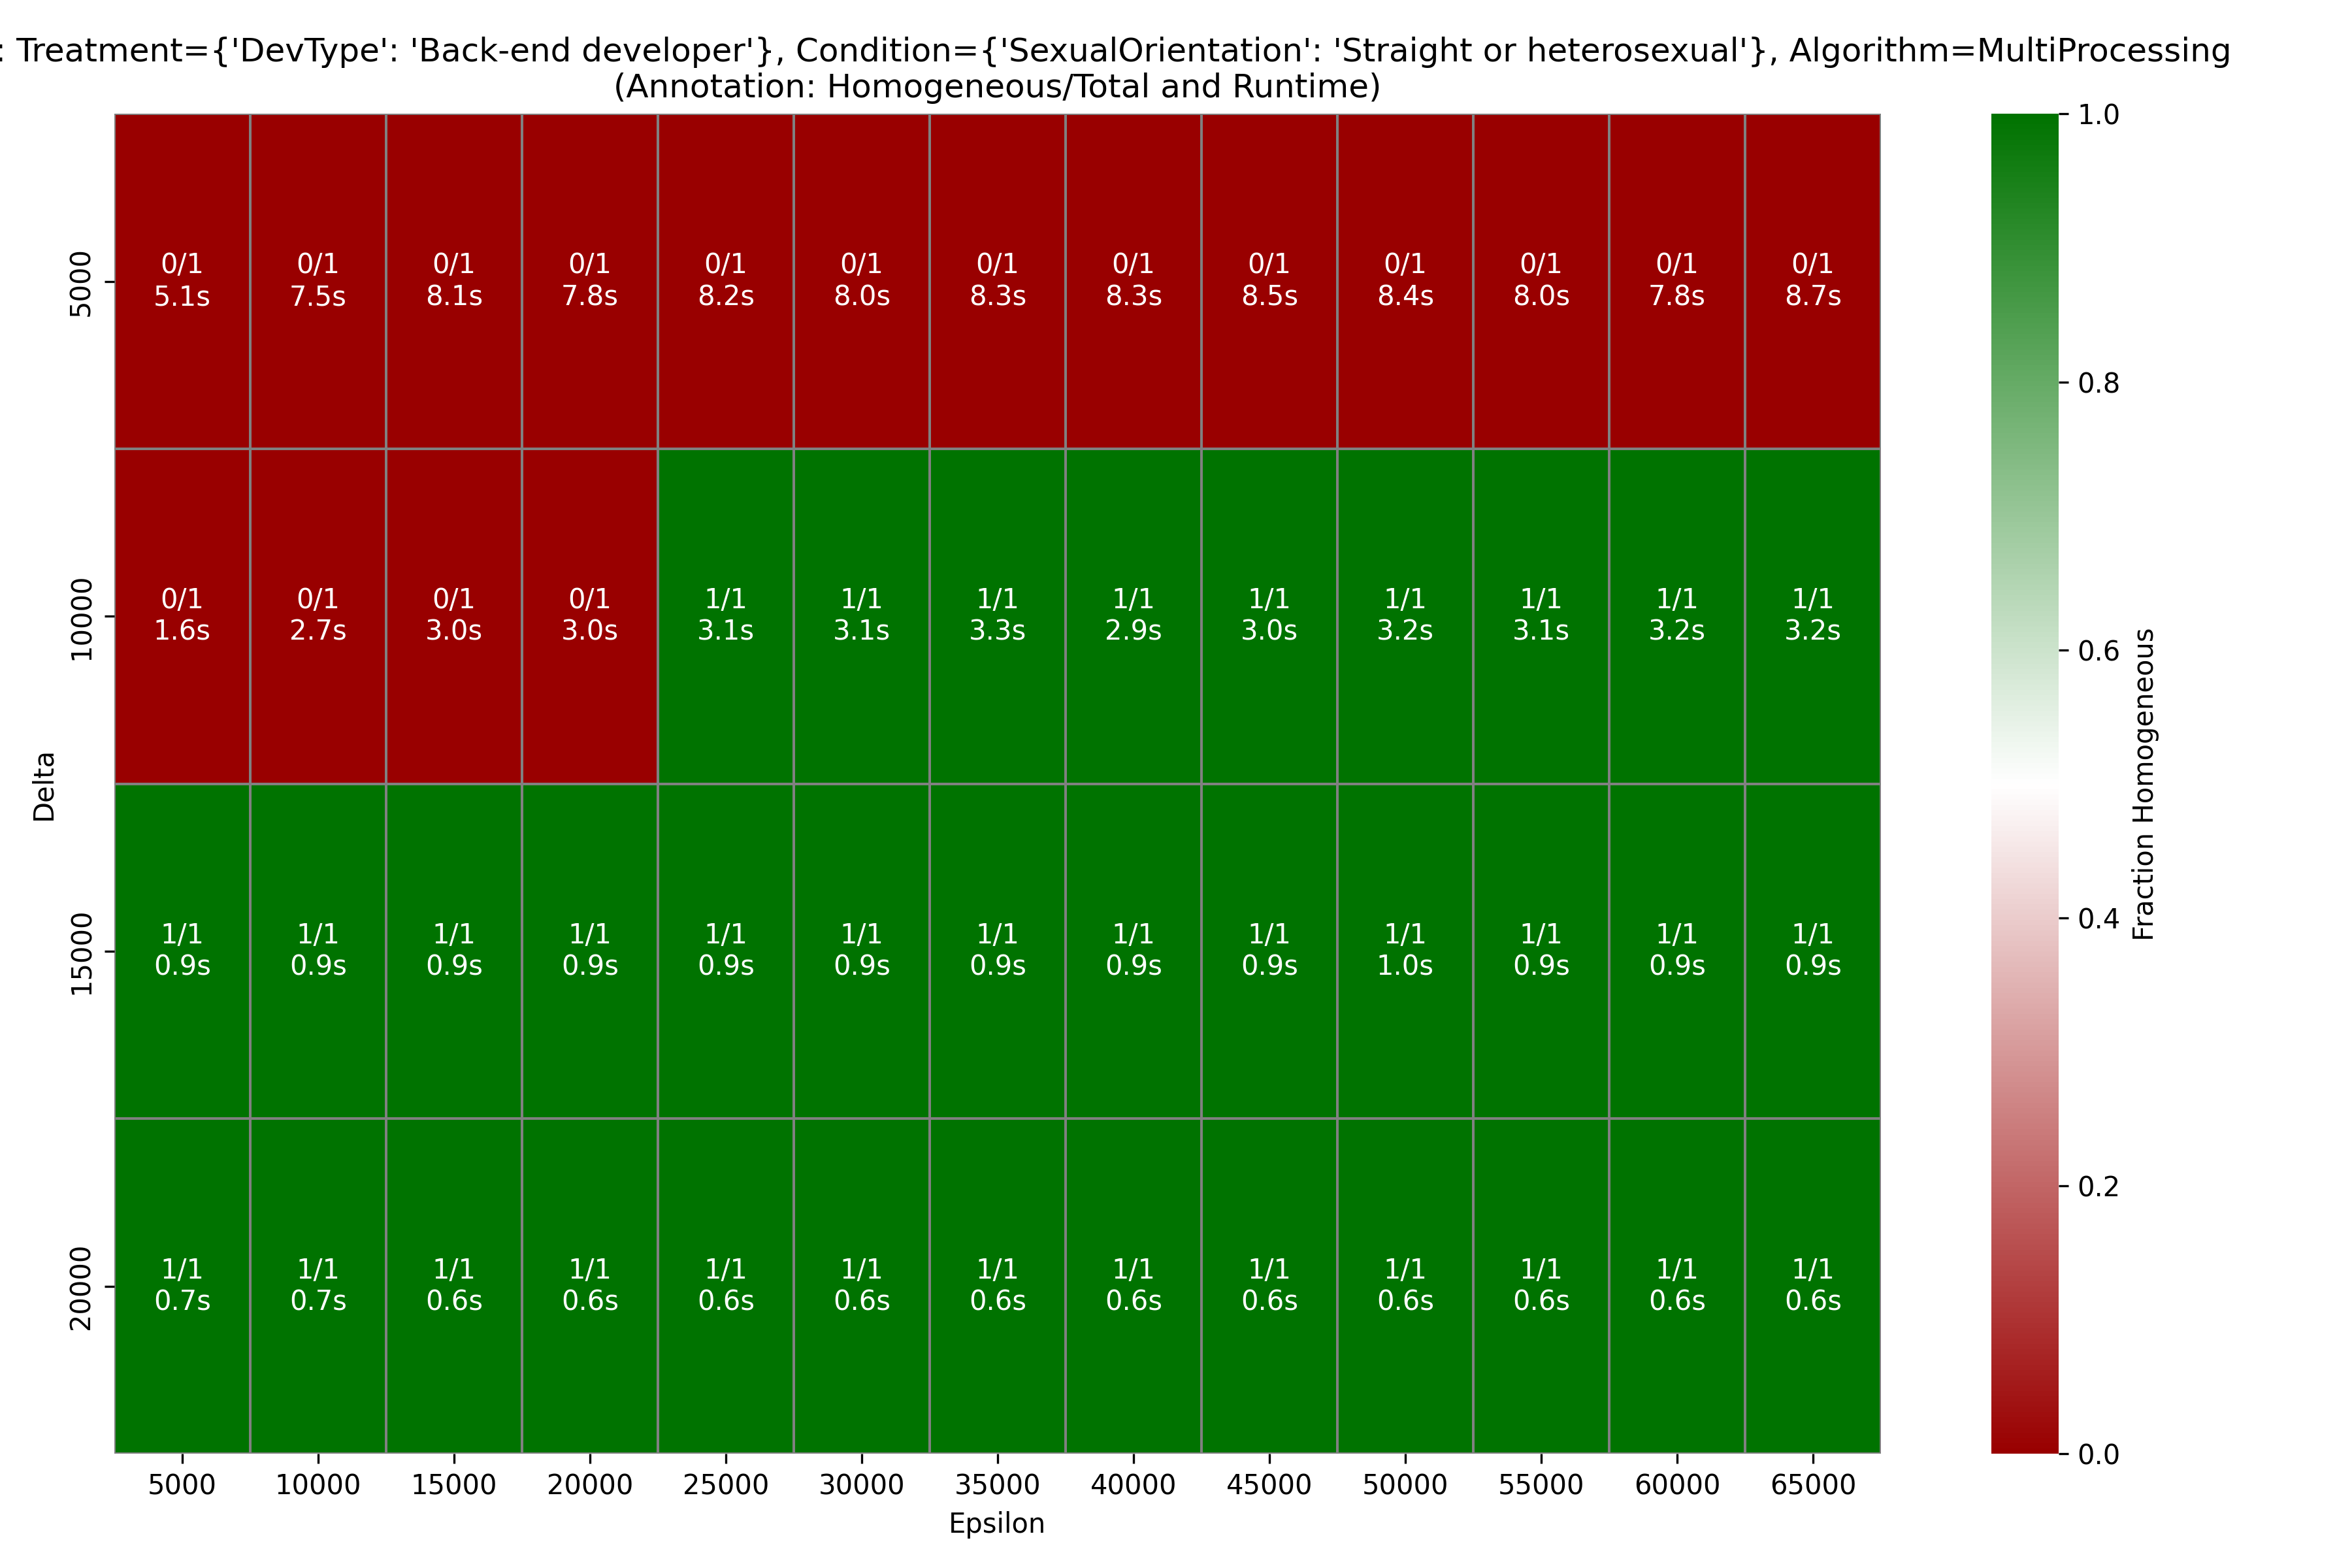 : Treatment={'DevType': 'Back-end developer'}, Condition={'SexualOrientation': 'Straight or heterosexual'}, Algorithm=MultiProcessing
(Annotation: Homogeneous/Total and Runtime)
Delta
5000
0/1 0/1 0/1 0/1 0/1 0/1 0/1 0/1 0/1 0/1 0/1 0/1 0/1
5.1s 7.5s 8.1s 7.8s 8.2s 8.0s 8.3s 8.3s 8.5s 8.4s 8.0s 7.8s 8.7s
10000
0/1 0/1 0/1 0/1 1/1 1/1 1/1 1/1 1/1 1/1 1/1 1/1 1/1
1.6s 2.7s 3.0s 3.0s 3.1s 3.1s 3.3s 2.9s 3.0s 3.2s 3.1s 3.2s 3.2s
15000
1/1 1/1 1/1 1/1 1/1 1/1 1/1 1/1 1/1 1/1 1/1 1/1 1/1
0.9s 0.9s 0.9s 0.9s 0.9s 0.9s 0.9s 0.9s 0.9s 1.0s 0.9s 0.9s 0.9s
20000
1/1 1/1 1/1 1/1 1/1 1/1 1/1 1/1 1/1 1/1 1/1 1/1 1/1
0.7s 0.7s 0.6s 0.6s 0.6s 0.6s 0.6s 0.6s 0.6s 0.6s 0.6s 0.6s 0.6s
5000 10000 15000 20000 25000 30000 35000 40000 45000 50000 55000 60000 65000
Epsilon
1.0
0.8
0.6
0.4
0.2
0.0
Fraction Homogeneous